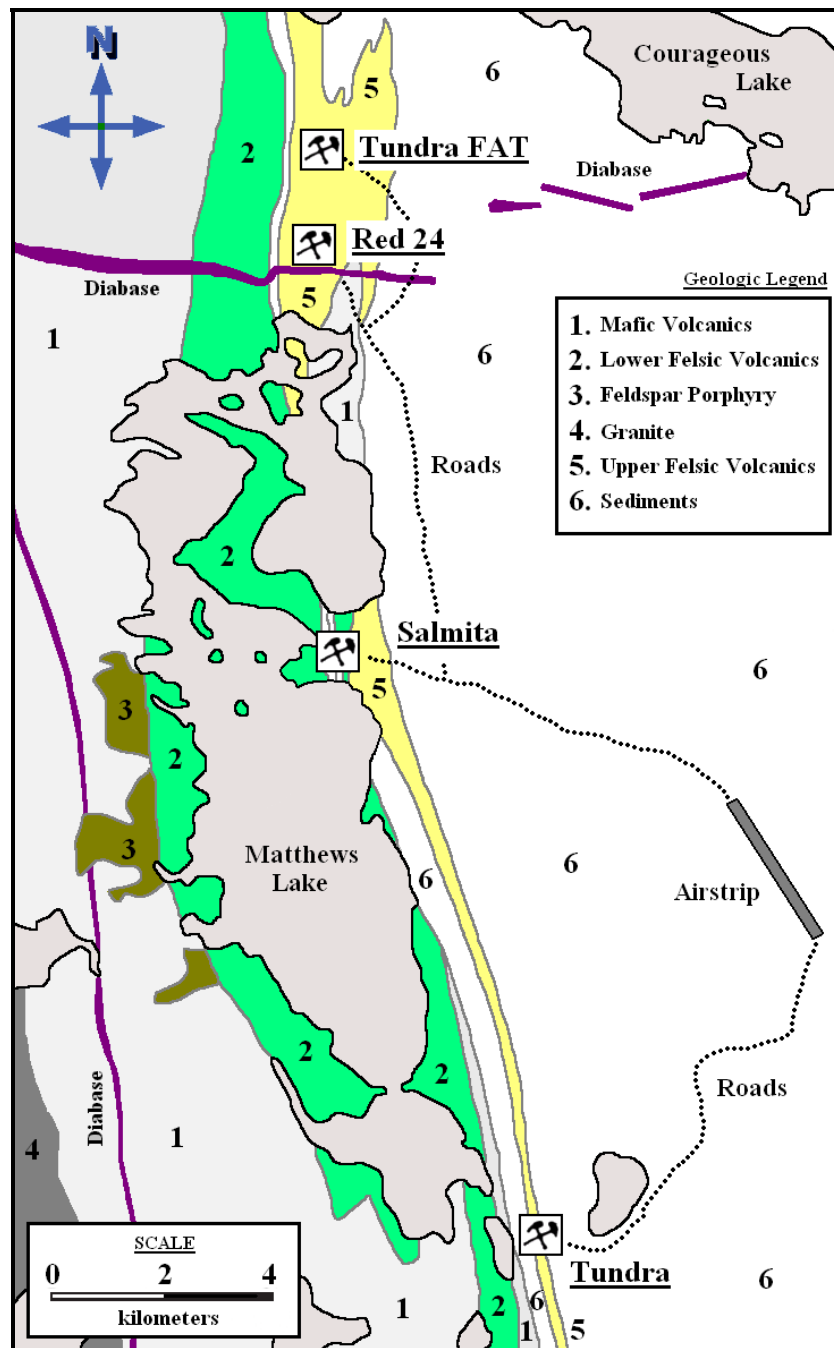 N
Courageous
Lake
6
5
2
Tundra FAT
Diabase
Red 24
Diabase
5
Geologic Legend
1. Mafic Volcanics
2. Lower Felsic Volcanics
3. Feldspar Porphyry
4. Granite
5. Upper Felsic Volcanics
6. Sediments
1
6
1
Roads
2
Salmita
6
5
3
2
3
Matthews
Lake
6
6
Airstrip
2
2
Roads
Diabase
1
4
SCALE
0 2 4
kilometers
Tundra
6
2
6
1
1
5